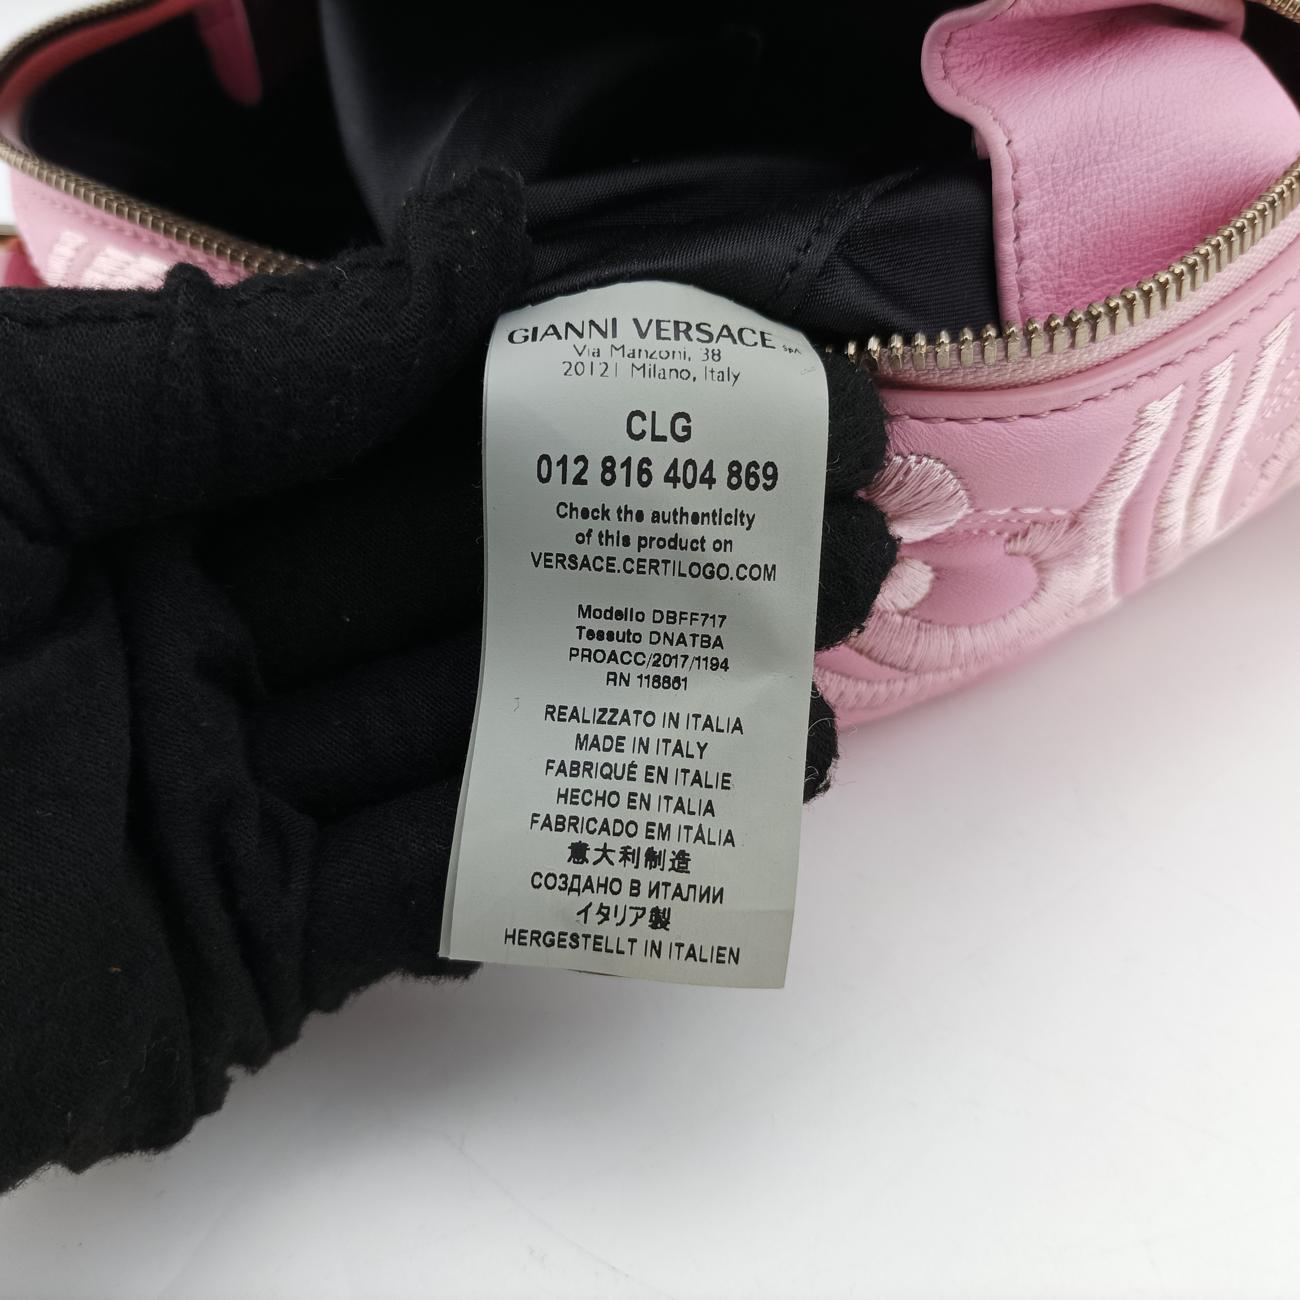 GIANNI VERSACE SpA
Via Manzoni, 38
20121 Milano, Italy
CLG
012 816 404 869
Check the authenticity
of this product on
VERSACE.CERTILOGO.COM
Modello DBFF717
Tessuto DNATBA
PROACC/2017/1194
RN 116861
REALIZZATO IN ITALIA
MADE IN ITALY
FABRIQUÉ EN ITALIE
HECHO EN ITALIA
FABRICADO EM ITÁLIA
意大利制造
СОЗДАНО В ИТАЛИИ
イタリア製
HERGESTELLT IN ITALIEN